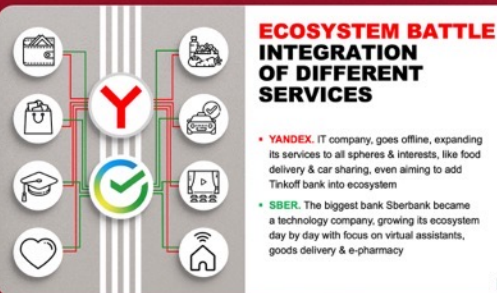 ECOSYSTEM BATTLE
INTEGRATION
OF DIFFERENT
SERVICES
• YANDEX. IT company, goes offline, expanding
its services to all spheres & interests, like food
delivery & car sharing, even aiming to add
Tinkoff bank into ecosystem
• SBER. The biggest bank Sberbank became
a technology company, growing its ecosystem
day by day with focus on virtual assistants,
goods delivery & e-pharmacy
Y